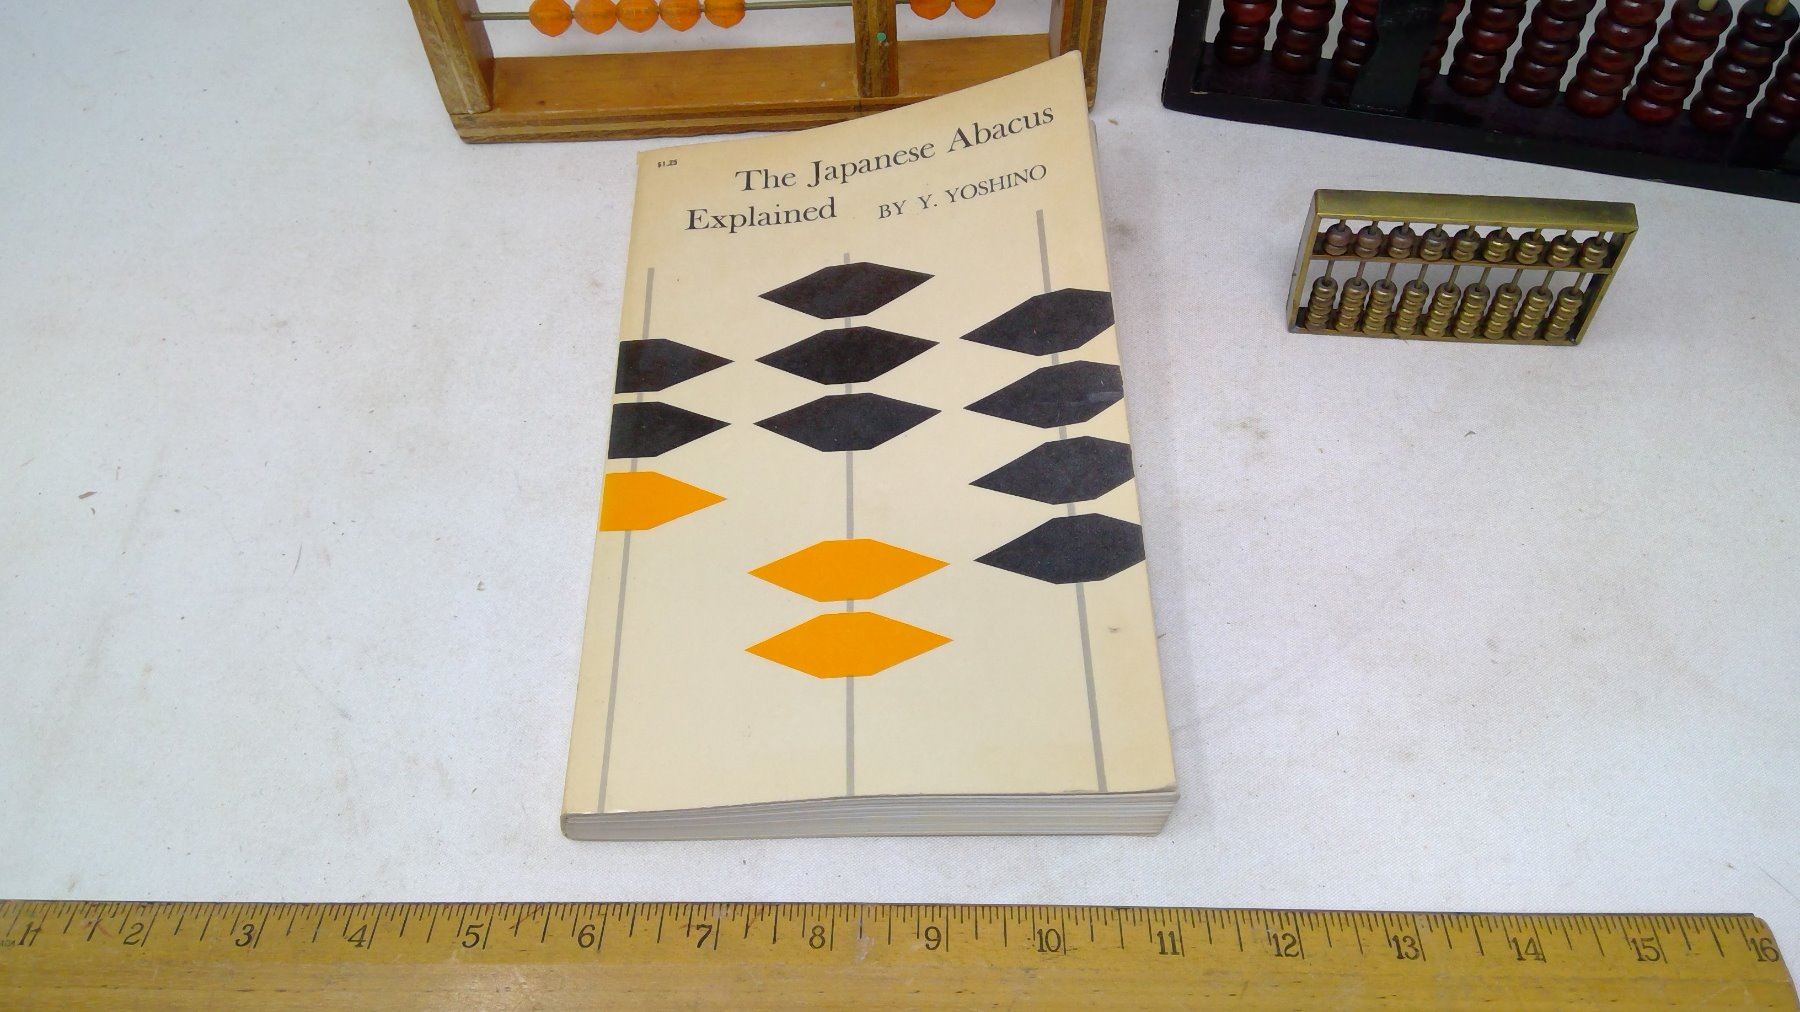 $1.25
The Japanese Abacus
Explained BY Y. YOSHINO
1 2 3 4 5 6 7 8 9 10 11 12 13 14 15 16